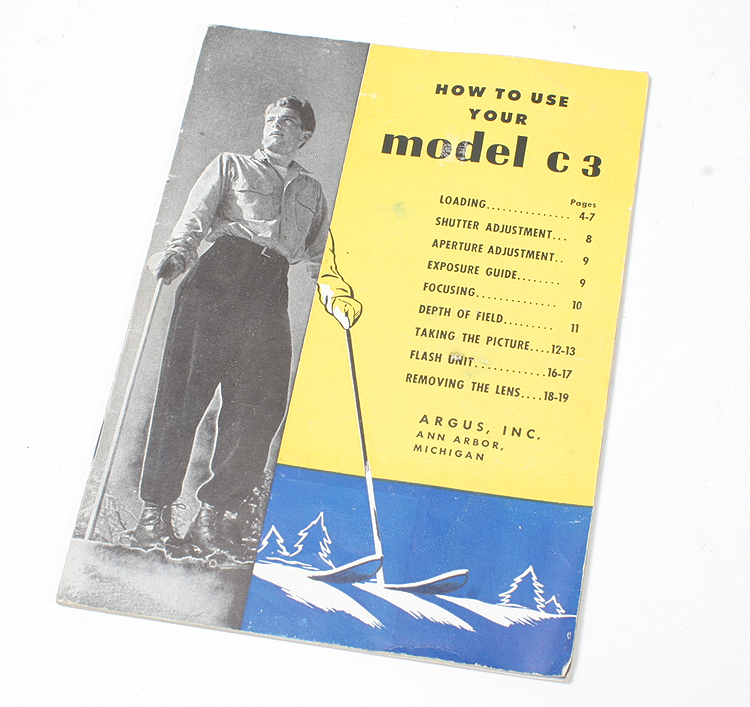 HOW TO USE
YOUR
model c3
Pages
LOADING............... 4-7
SHUTTER ADJUSTMENT... 8
APERTURE ADJUSTMENT.. 9
EXPOSURE GUIDE........ 9
FOCUSING.............. 10
DEPTH OF FIELD......... 11
TAKING THE PICTURE....12-13
FLASH UNIT............16-17
REMOVING THE LENS....18-19
ARGUS, INC.
ANN ARBOR,
MICHIGAN